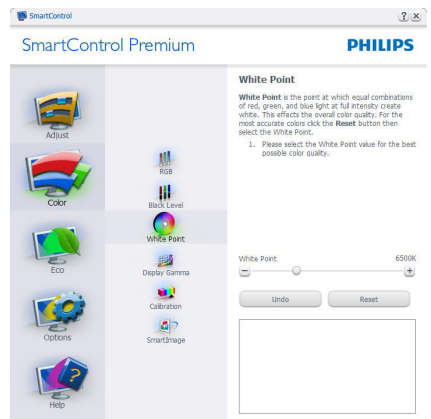 SmartControl
? ×
SmartControl Premium
PHILIPS
Adjust
Color
Eco
Options
Help
RGB
Black Level
White Point
Display Gamma
Calibration
SmartImage
White Point
White Point is the point at which equal combinations
of red, green, and blue light at full intensity create
white. This effects the overall color quality. For the
most accurate colors click the Reset button then
select the White Point.
1. Please select the White Point value for the best
possible color quality.
White Point 6500K
Undo Reset